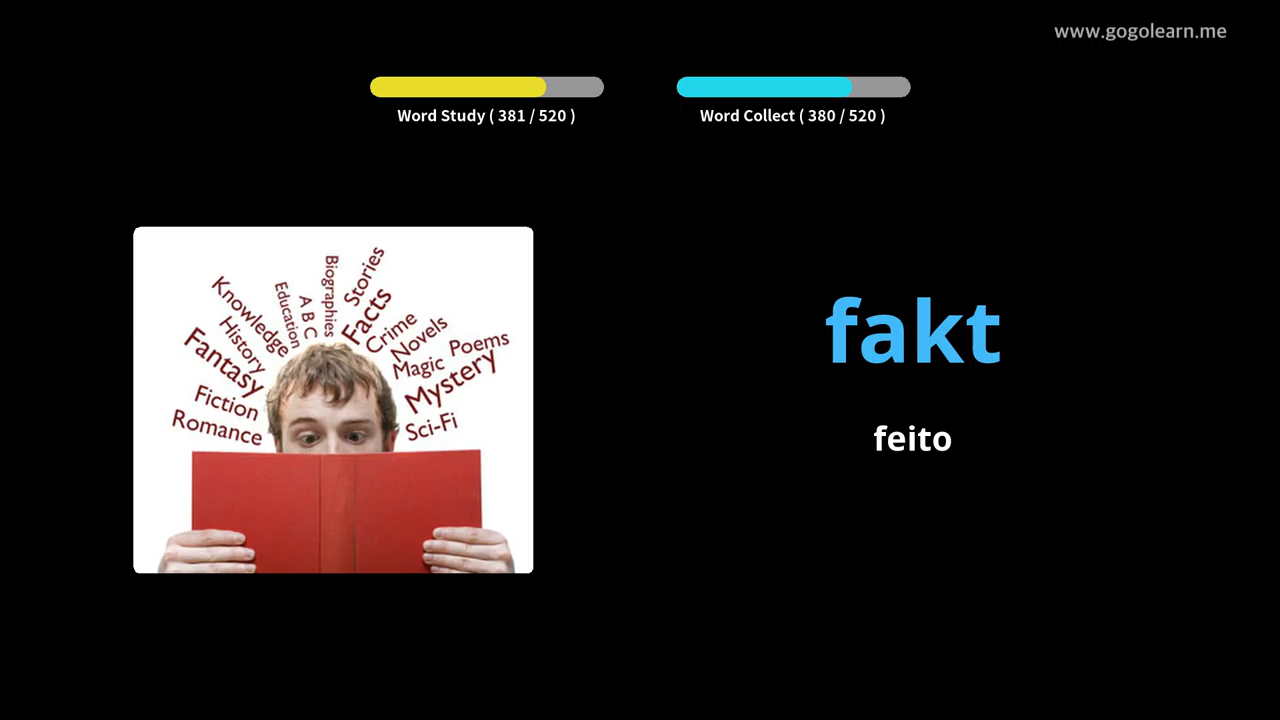 www.gogolearn.me
Word Study ( 381 / 520 )
Word Collect ( 380 / 520 )
Biographies
Stories
Education
A B C
Facts
Knowledge
Crime
History
Novels
Poems
Fantasy
Magic
Mystery
Fiction
Romance
Sci-Fi
fakt
feito